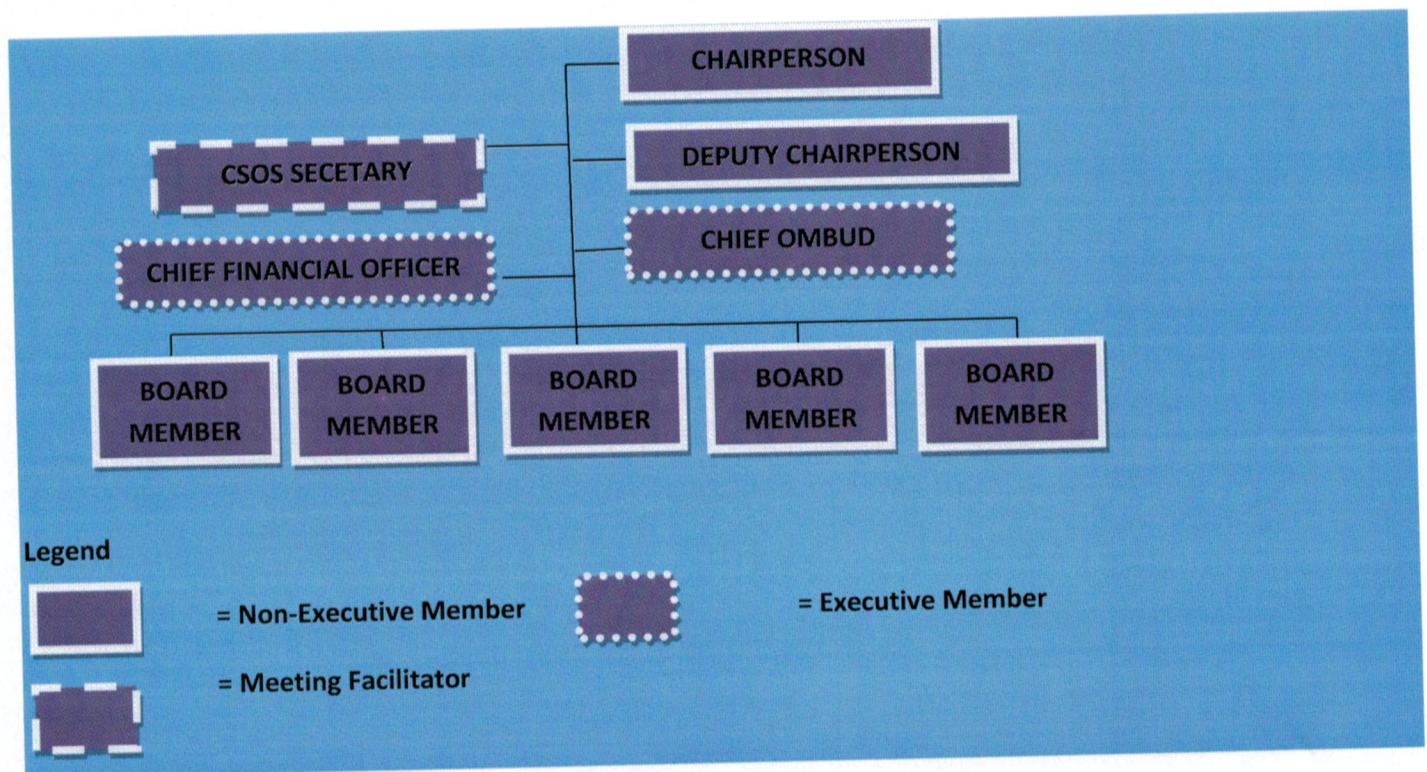 CHAIRPERSON
CSOS SECETARY
DEPUTY CHAIRPERSON
CHIEF FINANCIAL OFFICER
CHIEF OMBUD
BOARD
MEMBER
BOARD
MEMBER
BOARD
MEMBER
BOARD
MEMBER
BOARD
MEMBER
Legend
= Non-Executive Member
= Executive Member
= Meeting Facilitator